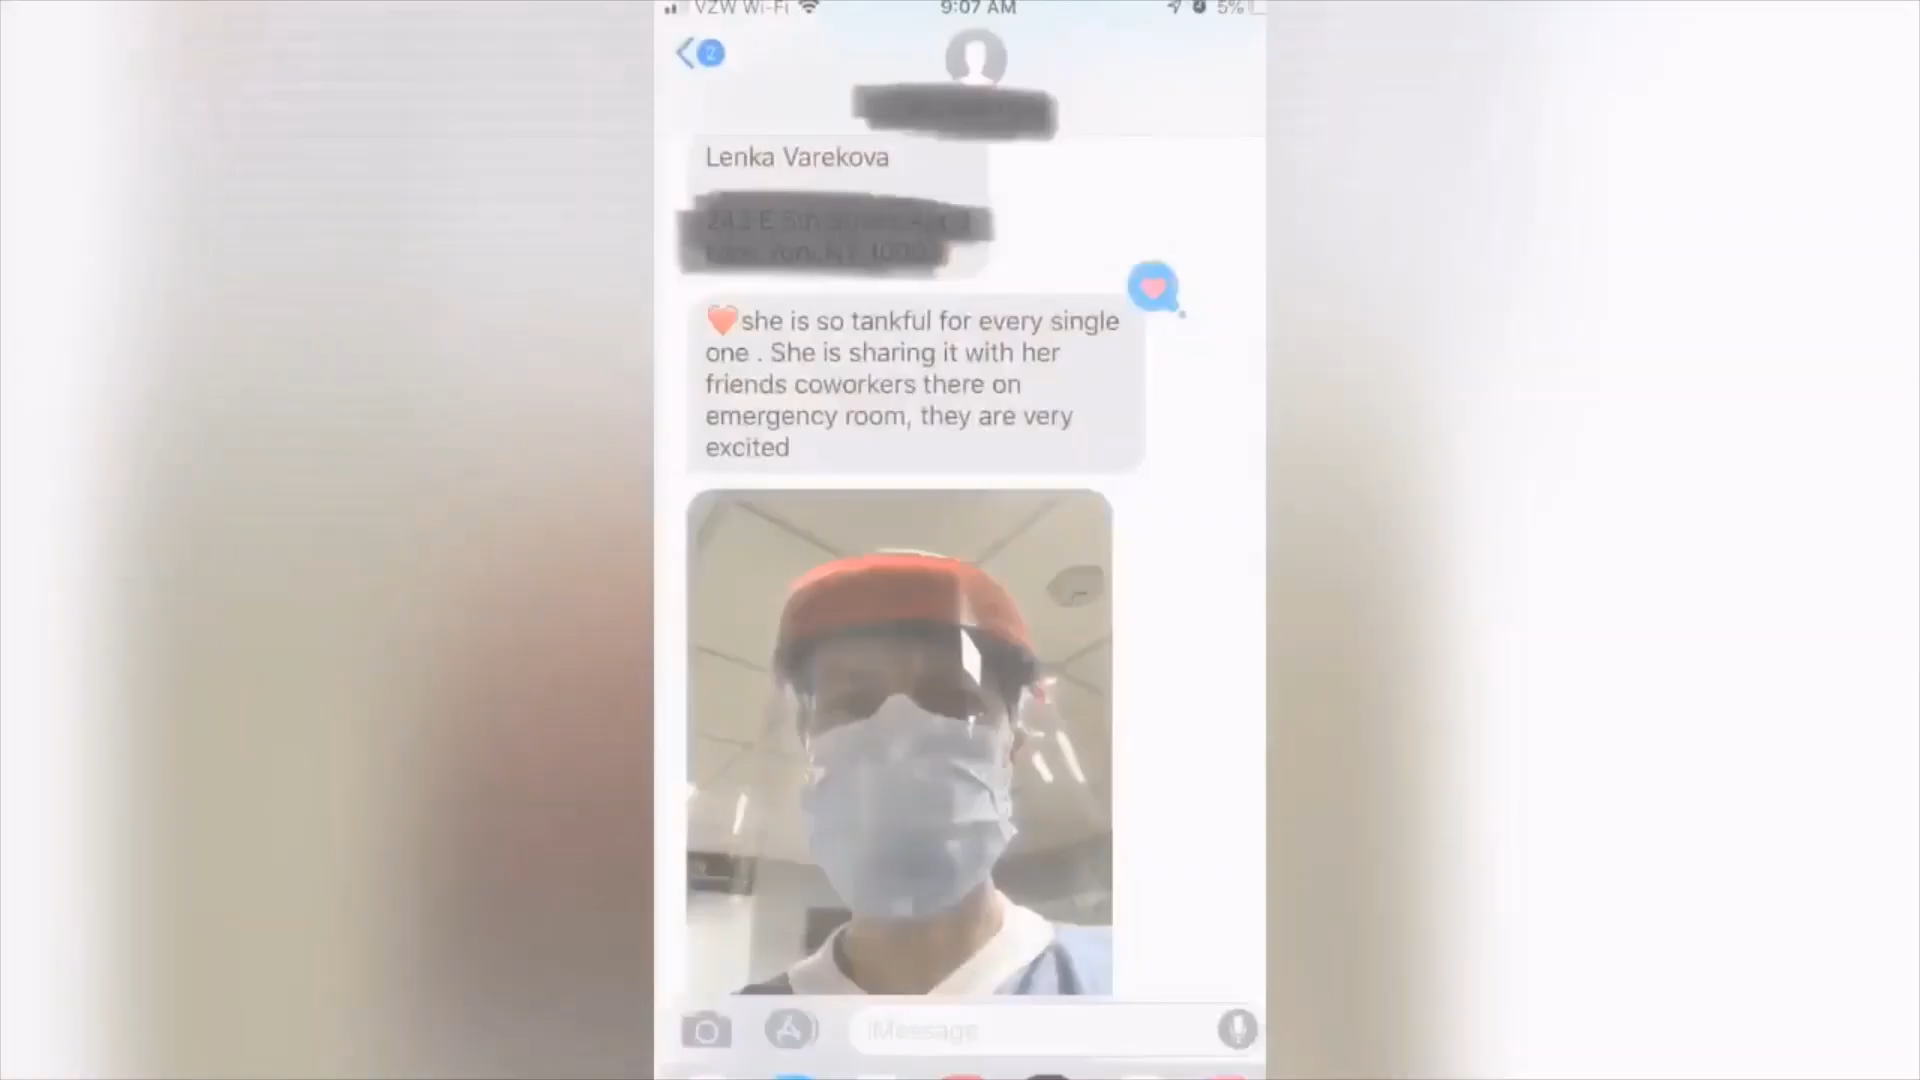 VZW Wi-Fi 9:07 AM 5%
2
Lenka Varekova
she is so tankful for every single
one . She is sharing it with her
friends coworkers there on
emergency room, they are very
excited
iMessage